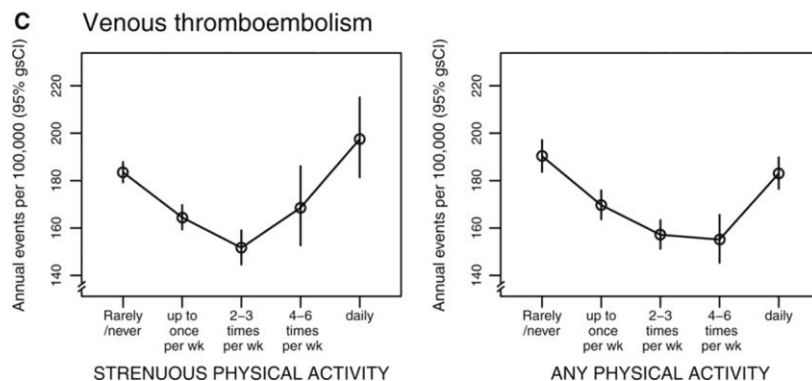 C Venous thromboembolism
Annual events per 100,000 (95% gsCI)
220
200
180
160
140
Rarely /never
up to once per wk
2–3 times per wk
4–6 times per wk
daily
STRENUOUS PHYSICAL ACTIVITY
Annual events per 100,000 (95% gsCI)
220
200
180
160
140
Rarely /never
up to once per wk
2–3 times per wk
4–6 times per wk
daily
ANY PHYSICAL ACTIVITY